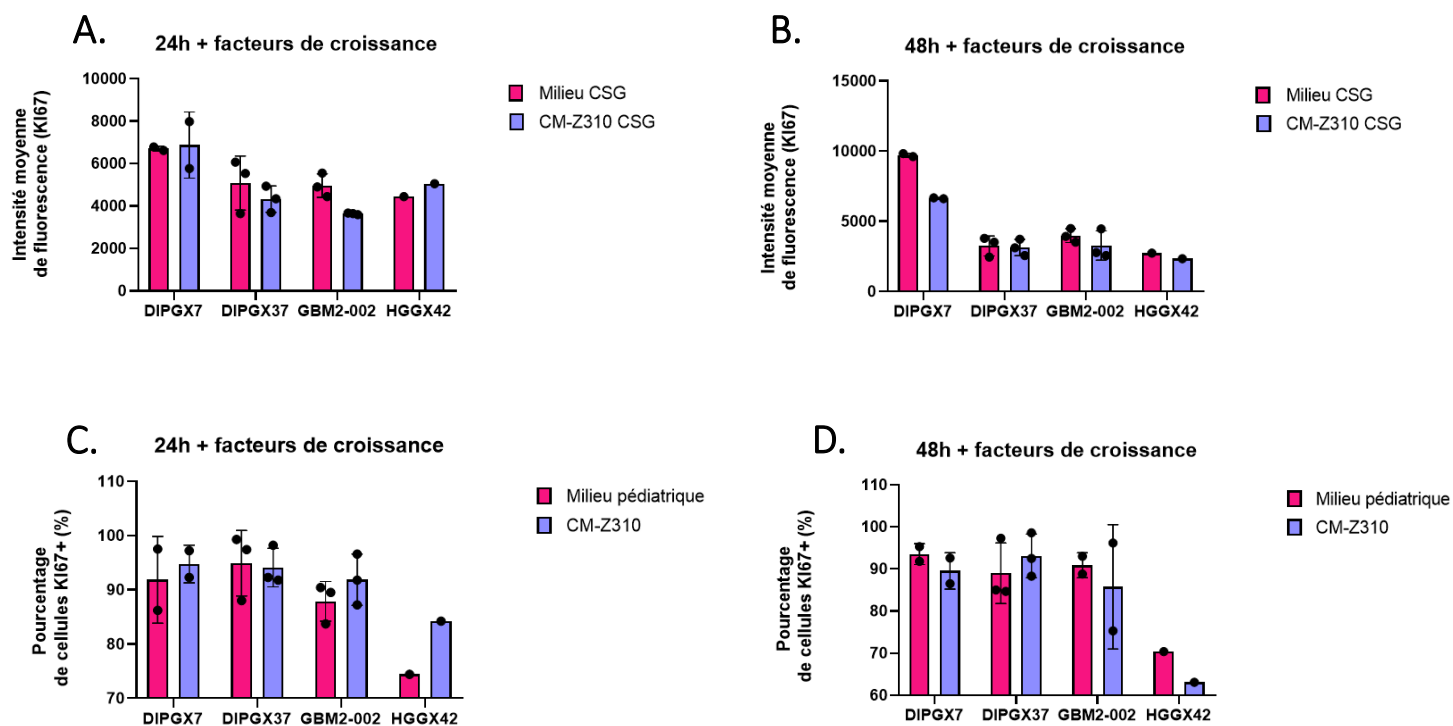 A.
24h + facteurs de croissance
Intensité moyenne
de fluorescence (KI67)
10000
8000
6000
4000
2000
0
DIPGX7
DIPGX37
GBM2-002
HGGX42
Milieu CSG
CM-Z310 CSG
B.
48h + facteurs de croissance
Intensité moyenne
de fluorescence (KI67)
15000
10000
5000
0
DIPGX7
DIPGX37
GBM2-002
HGGX42
Milieu CSG
CM-Z310 CSG
C.
24h + facteurs de croissance
Pourcentage
de cellules KI67+ (%)
110
100
90
80
70
DIPGX7
DIPGX37
GBM2-002
HGGX42
Milieu pédiatrique
CM-Z310
D.
48h + facteurs de croissance
Pourcentage
de cellules KI67+ (%)
110
100
90
80
70
60
DIPGX7
DIPGX37
GBM2-002
HGGX42
Milieu pédiatrique
CM-Z310